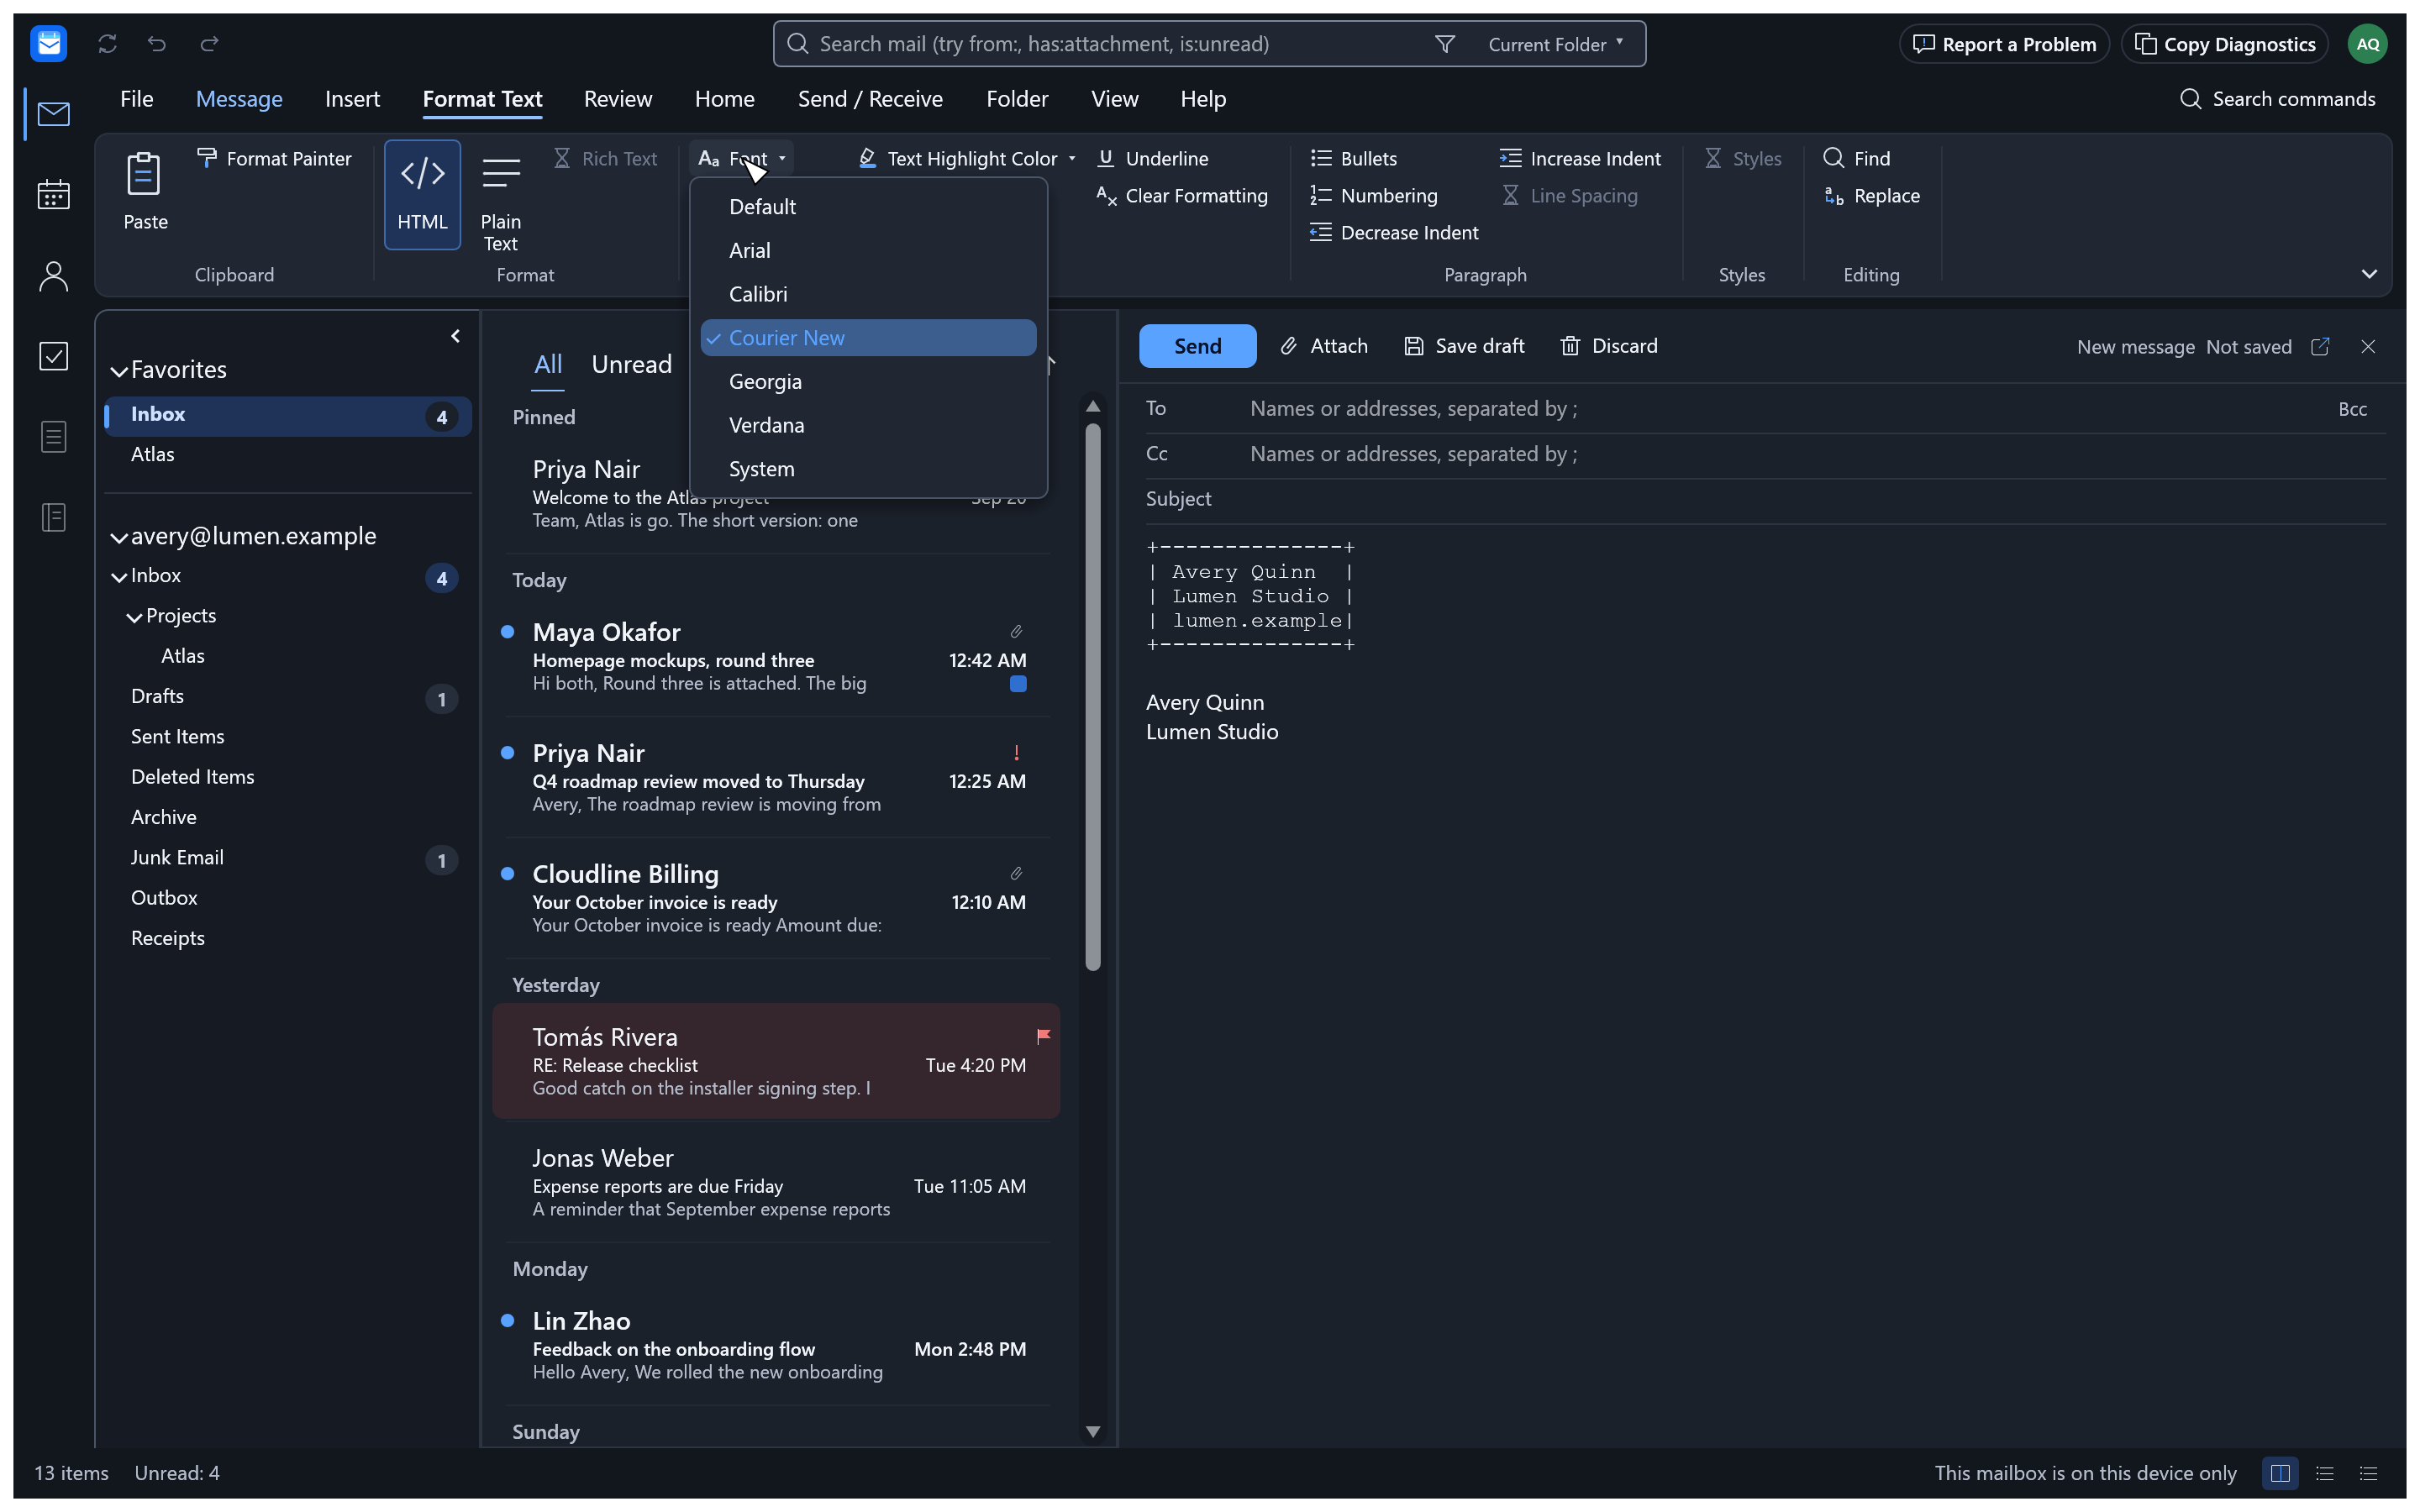 Search mail (try from:, has:attachment, is:unread)
Current Folder
Report a Problem
Copy Diagnostics
AQ
File
Message
Insert
Format Text
Review
Home
Send / Receive
Folder
View
Help
Search commands
Paste
Format Painter
Clipboard
HTML
Plain
Text
Rich Text
Format
Font
Text Highlight Color
Underline
Clear Formatting
Bullets
Numbering
Decrease Indent
Increase Indent
Line Spacing
Paragraph
Styles
Styles
Find
Replace
Editing
Default
Arial
Calibri
Courier New
Georgia
Verdana
System
Favorites
Inbox 4
Atlas
avery@lumen.example
Inbox 4
Projects
Atlas
Drafts 1
Sent Items
Deleted Items
Archive
Junk Email 1
Outbox
Receipts
All
Unread
Pinned
Priya Nair
Welcome to the Atlas project Sep 26
Team, Atlas is go. The short version: one
Today
Maya Okafor
Homepage mockups, round three 12:42 AM
Hi both, Round three is attached. The big
Priya Nair
Q4 roadmap review moved to Thursday 12:25 AM
Avery, The roadmap review is moving from
Cloudline Billing
Your October invoice is ready 12:10 AM
Your October invoice is ready Amount due:
Yesterday
Tomás Rivera
RE: Release checklist Tue 4:20 PM
Good catch on the installer signing step. I
Jonas Weber
Expense reports are due Friday Tue 11:05 AM
A reminder that September expense reports
Monday
Lin Zhao
Feedback on the onboarding flow Mon 2:48 PM
Hello Avery, We rolled the new onboarding
Sunday
Send
Attach
Save draft
Discard
New message Not saved
To Names or addresses, separated by ; Bcc
Cc Names or addresses, separated by ;
Subject
+--------------+
| Avery Quinn  |
| Lumen Studio |
| lumen.example|
+--------------+
Avery Quinn
Lumen Studio
13 items
Unread: 4
This mailbox is on this device only